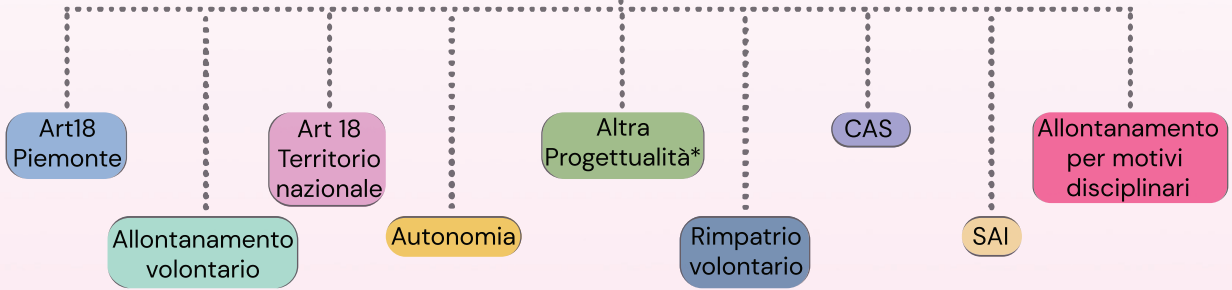 Art18
Piemonte
Allontanamento
volontario
Art 18
Territorio
nazionale
Autonomia
Altra
Progettualità*
Rimpatrio
volontario
CAS
SAI
Allontanamento
per motivi
disciplinari